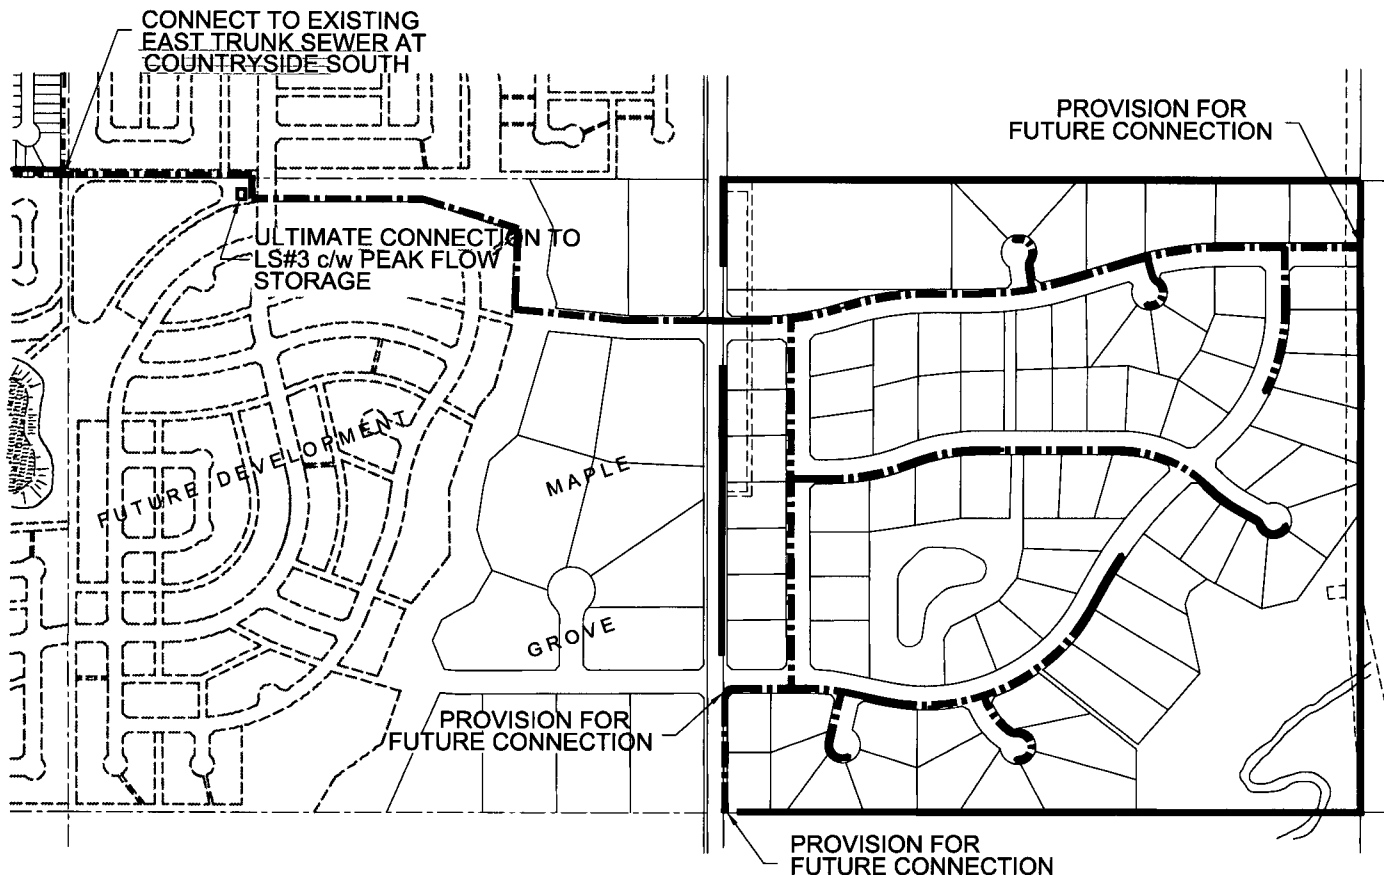 CONNECT TO EXISTING
EAST TRUNK SEWER AT
COUNTRYSIDE SOUTH
PROVISION FOR
FUTURE CONNECTION
ULTIMATE CONNECTION TO
LS#3 c/w PEAK FLOW
STORAGE
FUTURE DEVELOPMENT
MAPLE
GROVE
PROVISION FOR
FUTURE CONNECTION
PROVISION FOR
FUTURE CONNECTION